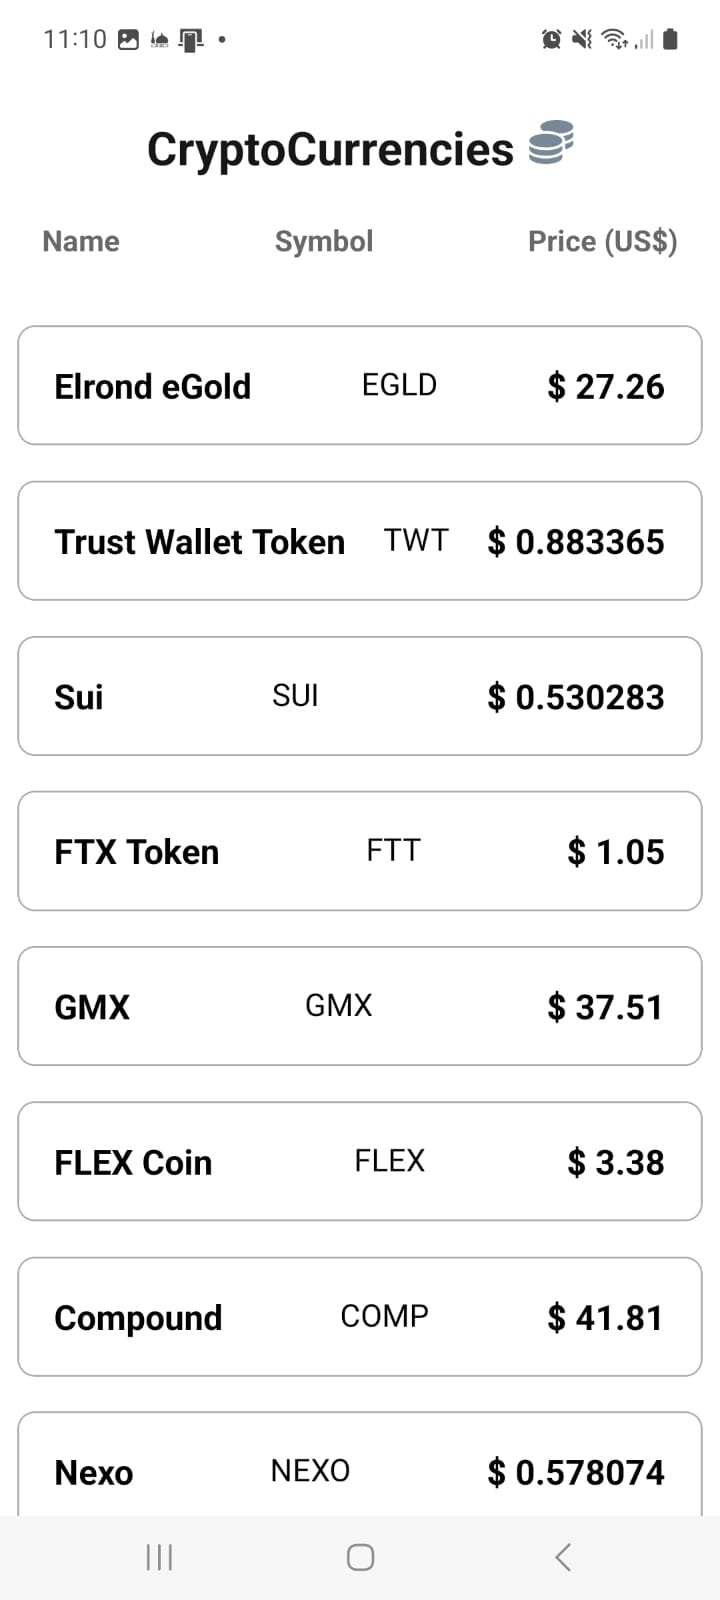 11:10
CryptoCurrencies
Name Symbol Price (US$)
Elrond eGold EGLD $ 27.26
Trust Wallet Token TWT $ 0.883365
Sui SUI $ 0.530283
FTX Token FTT $ 1.05
GMX GMX $ 37.51
FLEX Coin FLEX $ 3.38
Compound COMP $ 41.81
Nexo NEXO $ 0.578074